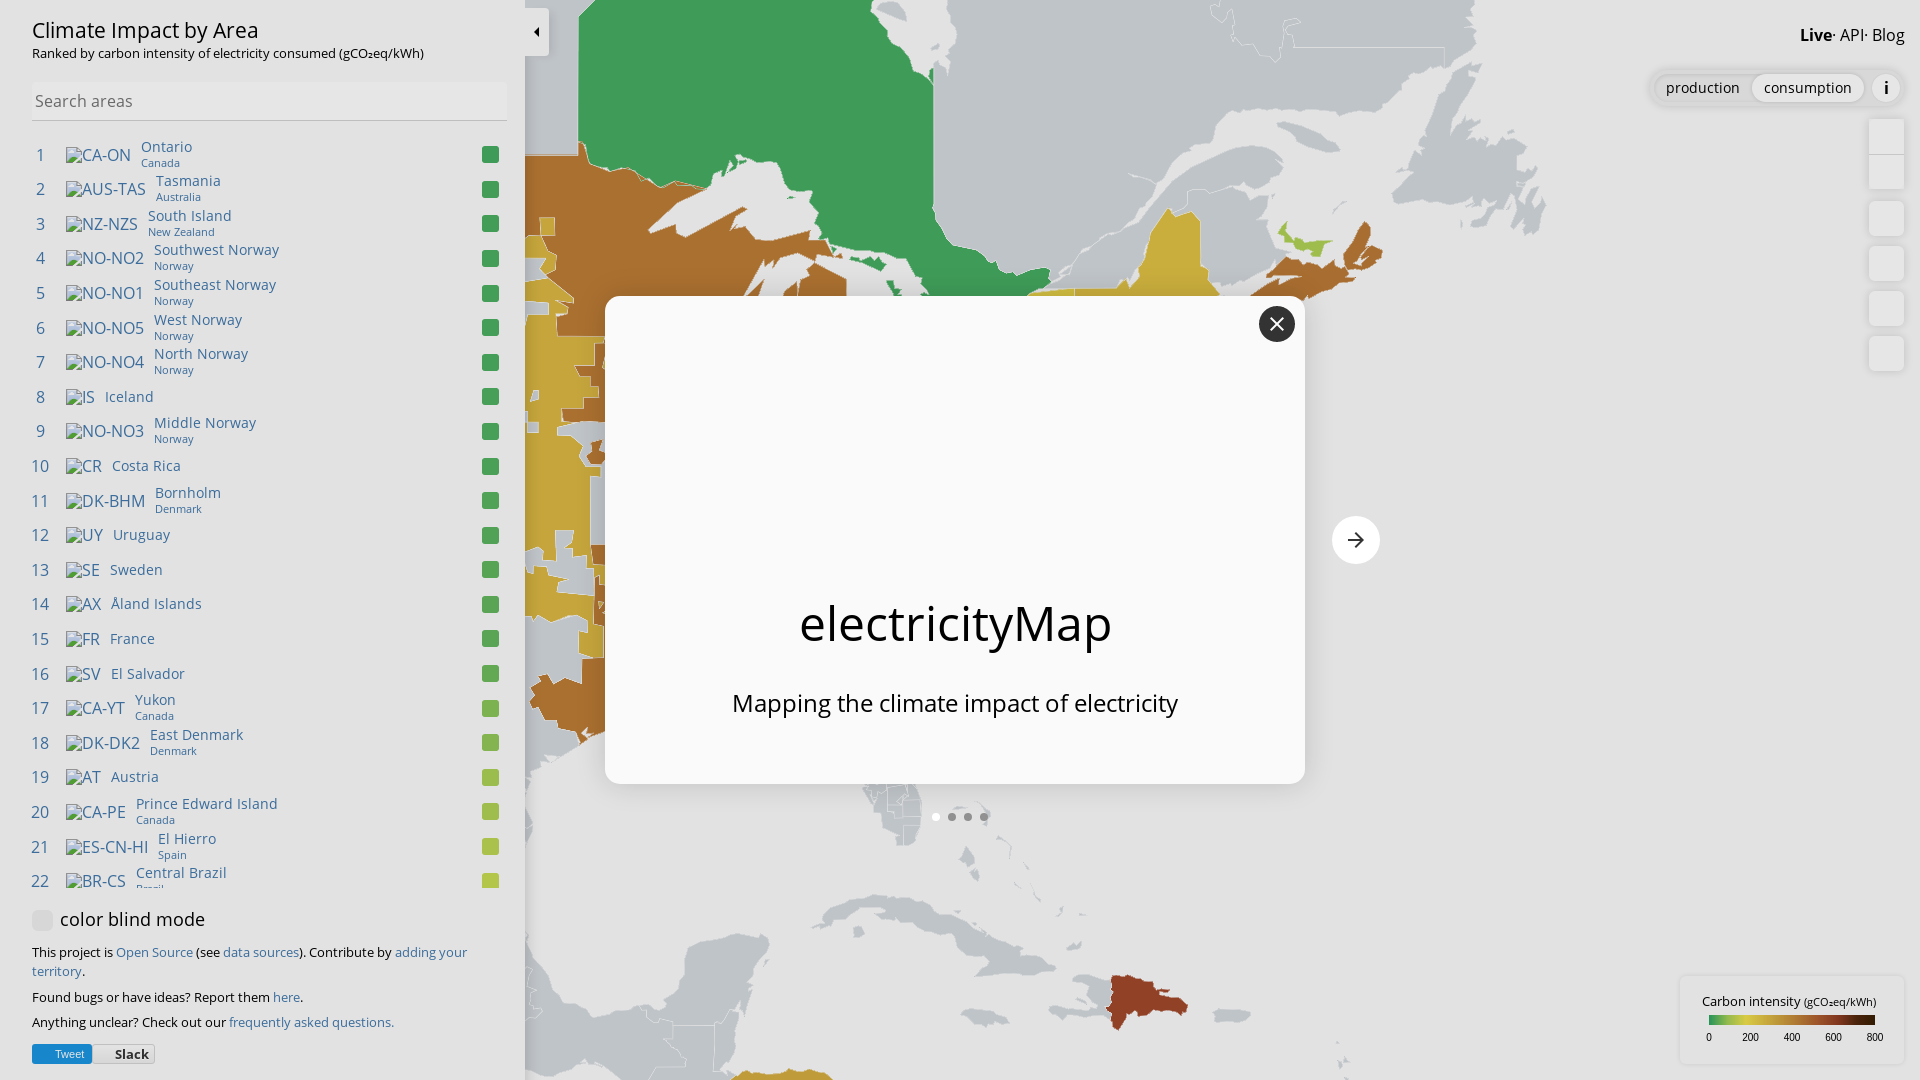 Climate Impact by Area
Ranked by carbon intensity of electricity consumed (gCO₂eq/kWh)
Search areas
1 CA-ON Ontario
Canada
2 AUS-TAS Tasmania
Australia
3 NZ-NZS South Island
New Zealand
4 NO-NO2 Southwest Norway
Norway
5 NO-NO1 Southeast Norway
Norway
6 NO-NO5 West Norway
Norway
7 NO-NO4 North Norway
Norway
8 IS Iceland
9 NO-NO3 Middle Norway
Norway
10 CR Costa Rica
11 DK-BHM Bornholm
Denmark
12 UY Uruguay
13 SE Sweden
14 AX Åland Islands
15 FR France
16 SV El Salvador
17 CA-YT Yukon
Canada
18 DK-DK2 East Denmark
Denmark
19 AT Austria
20 CA-PE Prince Edward Island
Canada
21 ES-CN-HI El Hierro
Spain
22 BR-CS Central Brazil
Brazil
color blind mode
This project is Open Source (see data sources). Contribute by adding your
territory.
Found bugs or have ideas? Report them here.
Anything unclear? Check out our frequently asked questions.
Tweet Slack
electricityMap
Mapping the climate impact of electricity
Live· API· Blog
production consumption i
Carbon intensity (gCO₂eq/kWh)
0 200 400 600 800